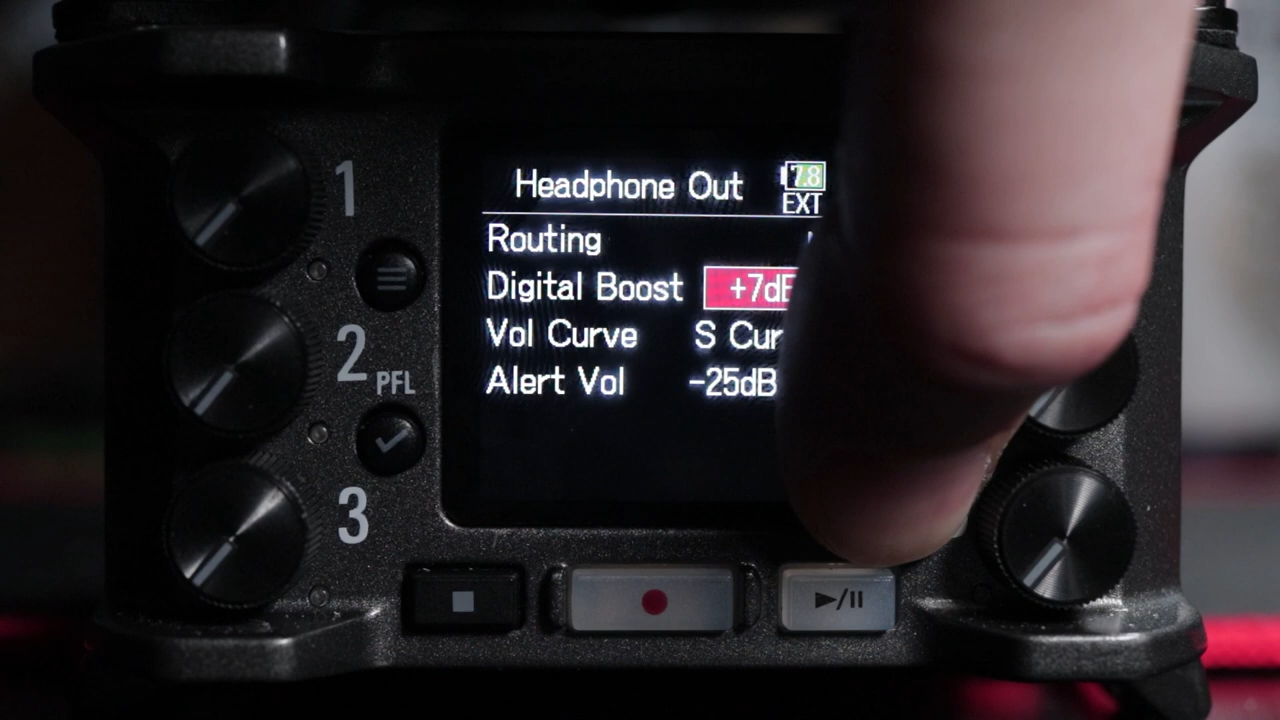 Headphone Out
7.8
EXT
Routing
Digital Boost +7dB
Vol Curve S Cur
Alert Vol -25dB
1
2
PFL
3